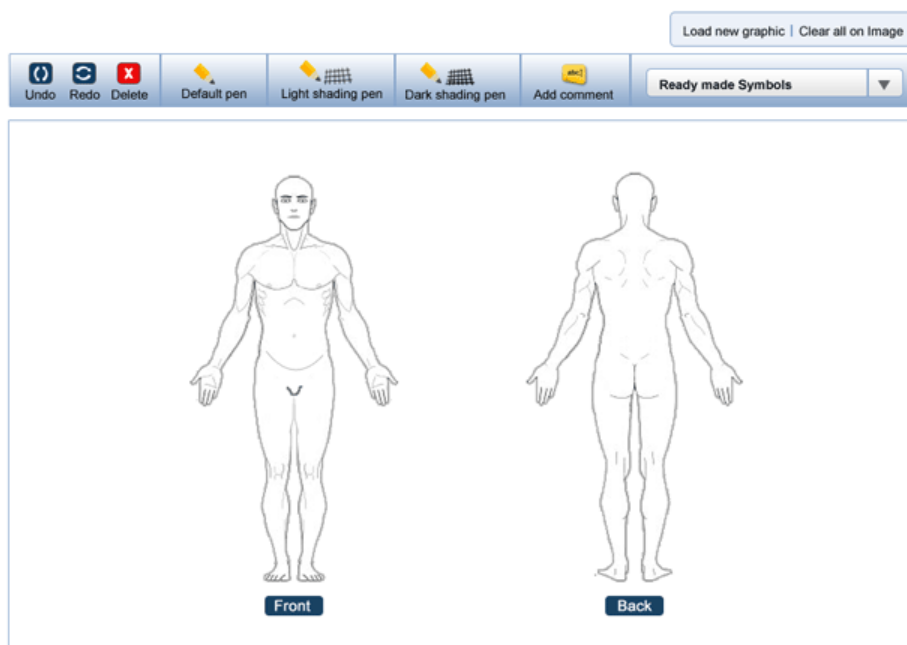 Load new graphic | Clear all on Image
Undo Redo Delete Default pen Light shading pen Dark shading pen Add comment Ready made Symbols
abc
Front Back